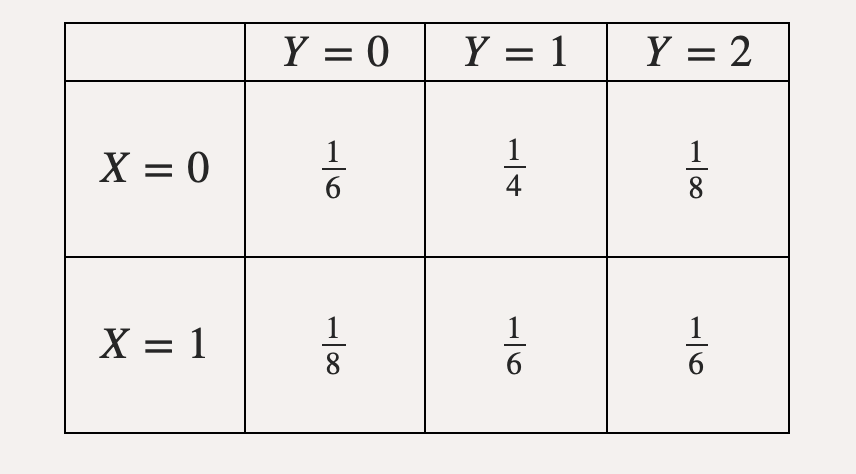 Y = 0 Y = 1 Y = 2
X = 0 1/6 1/4 1/8
X = 1 1/8 1/6 1/6